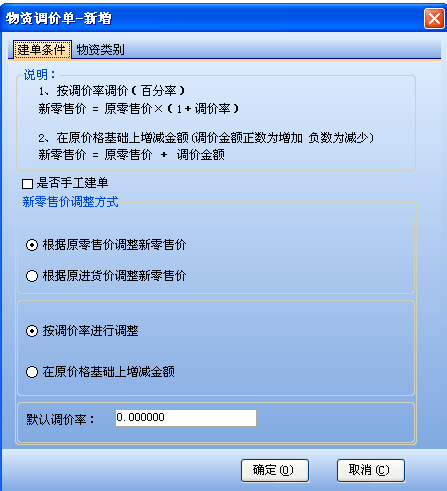 物资调价单-新增
建单条件 物资类别
说明：
1、按调价率调价(百分率)
新零售价 = 原零售价×(1+调价率)
2、在原价格基础上增减金额(调价金额正数为增加 负数为减少)
新零售价 = 原零售价 + 调价金额
是否手工建单
新零售价调整方式
根据原零售价调整新零售价
根据原进货价调整新零售价
按调价率进行调整
在原价格基础上增减金额
默认调价率： 0.000000
确定(O) 取消(C)